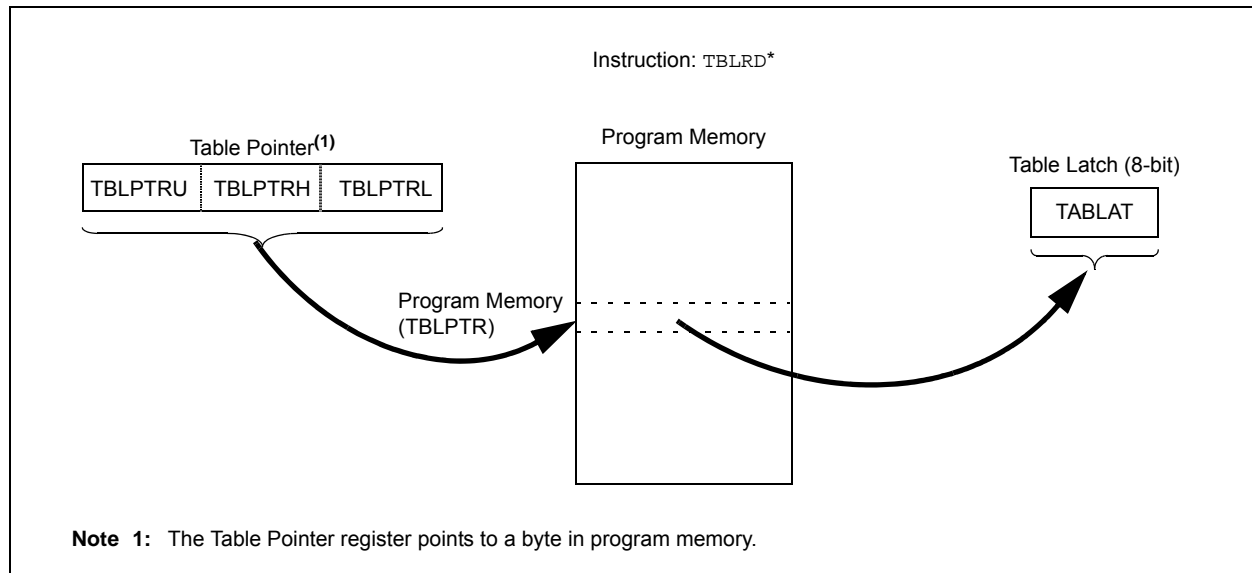 Instruction: TBLRD*
Table Pointer(1)
TBLPTRU TBLPTRH TBLPTRL
Program Memory
Table Latch (8-bit)
TABLAT
Program Memory
(TBLPTR)
Note 1: The Table Pointer register points to a byte in program memory.